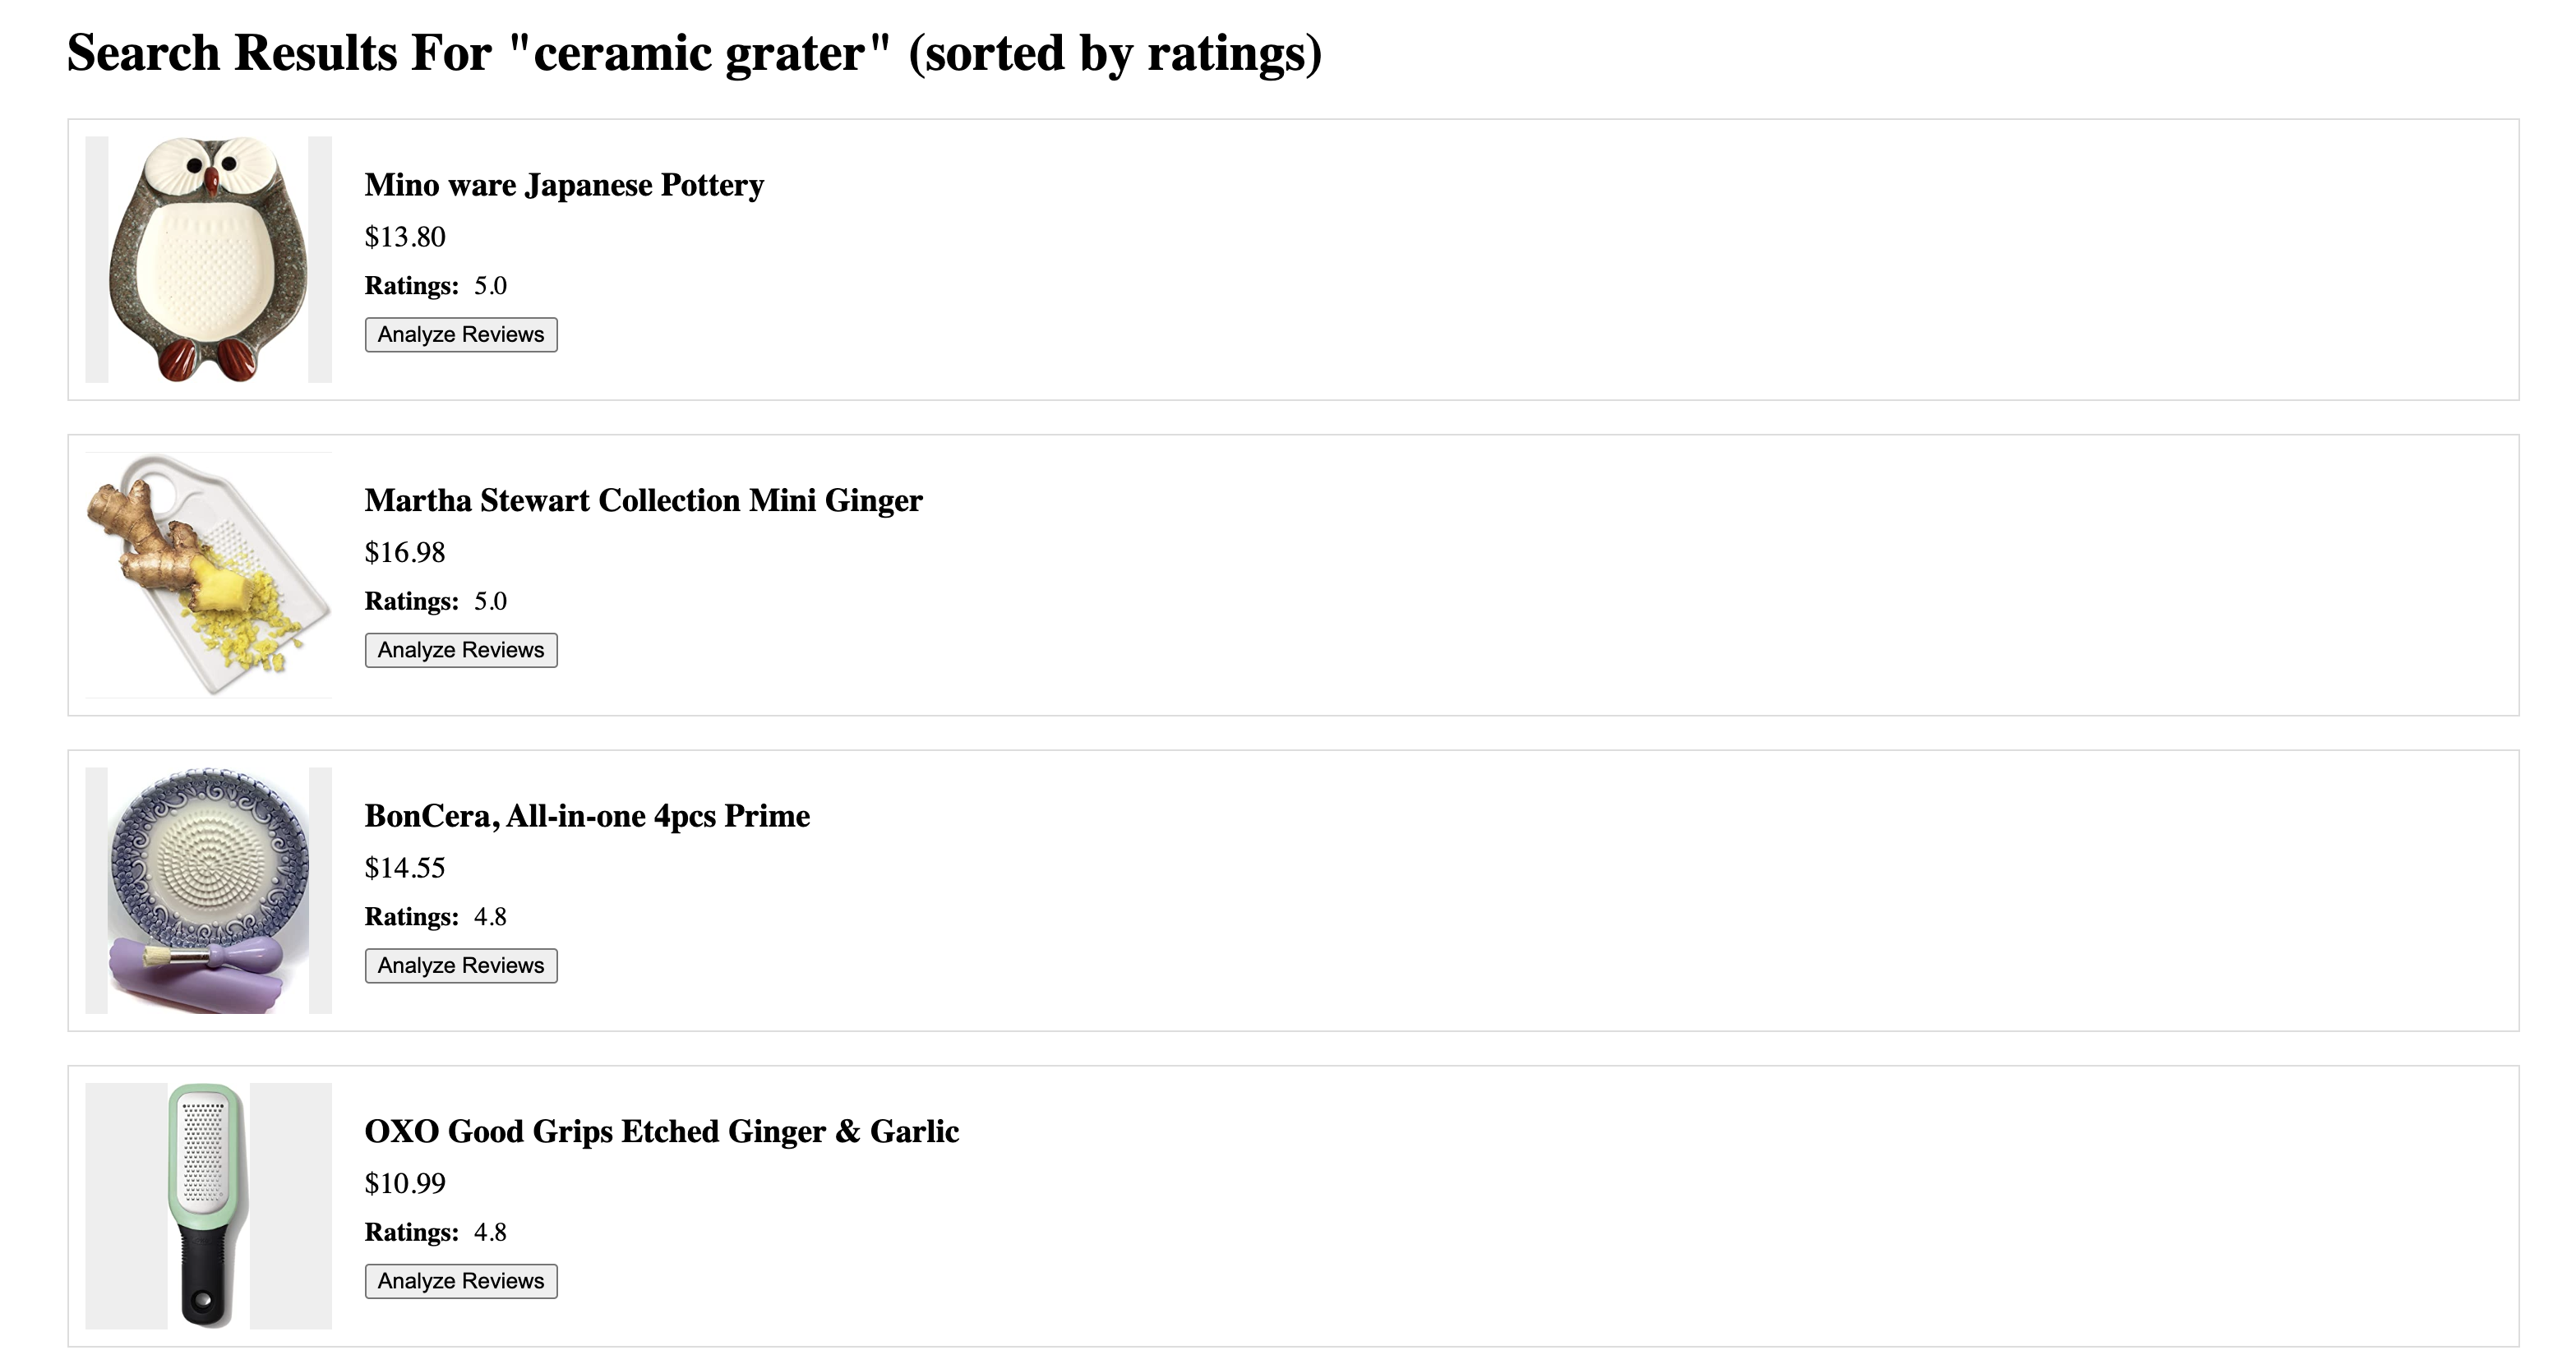 Search Results For "ceramic grater" (sorted by ratings)
Mino ware Japanese Pottery
$13.80
Ratings: 5.0
Analyze Reviews
Martha Stewart Collection Mini Ginger
$16.98
Ratings: 5.0
Analyze Reviews
BonCera, All-in-one 4pcs Prime
$14.55
Ratings: 4.8
Analyze Reviews
OXO Good Grips Etched Ginger & Garlic
$10.99
Ratings: 4.8
Analyze Reviews